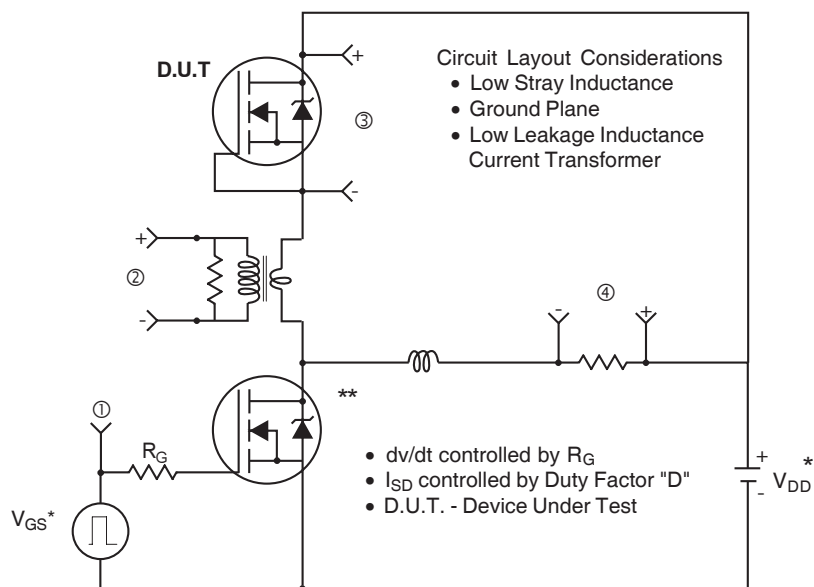 D.U.T
+
Circuit Layout Considerations
• Low Stray Inductance
• Ground Plane
• Low Leakage Inductance
Current Transformer
③
-
+
②
-
④
-
+
**
①
R_G
• dv/dt controlled by R_G
• I_SD controlled by Duty Factor "D"
• D.U.T. - Device Under Test
+
V_DD*
-
V_GS*